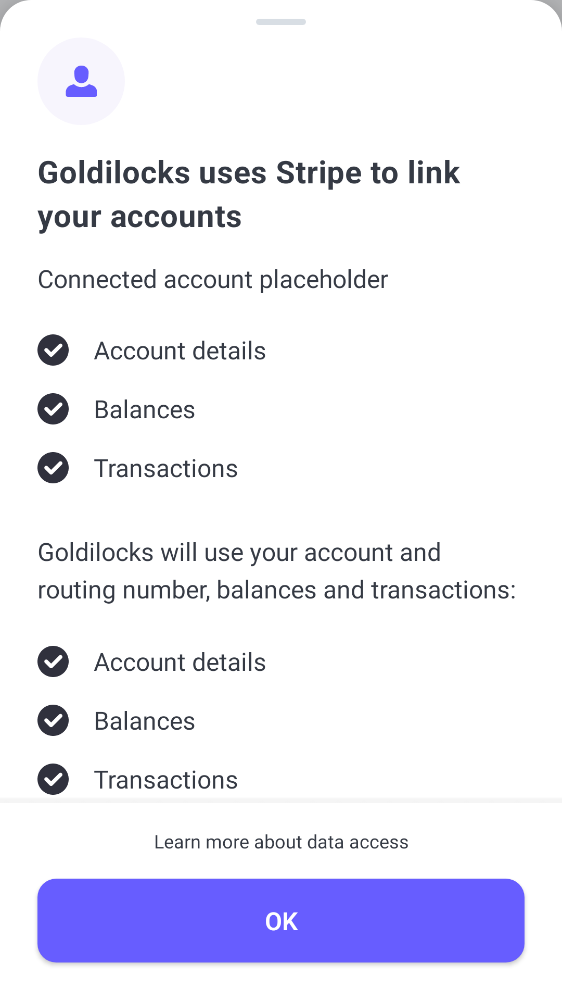 Goldilocks uses Stripe to link
your accounts
Connected account placeholder
Account details
Balances
Transactions
Goldilocks will use your account and
routing number, balances and transactions:
Account details
Balances
Transactions
Learn more about data access
OK